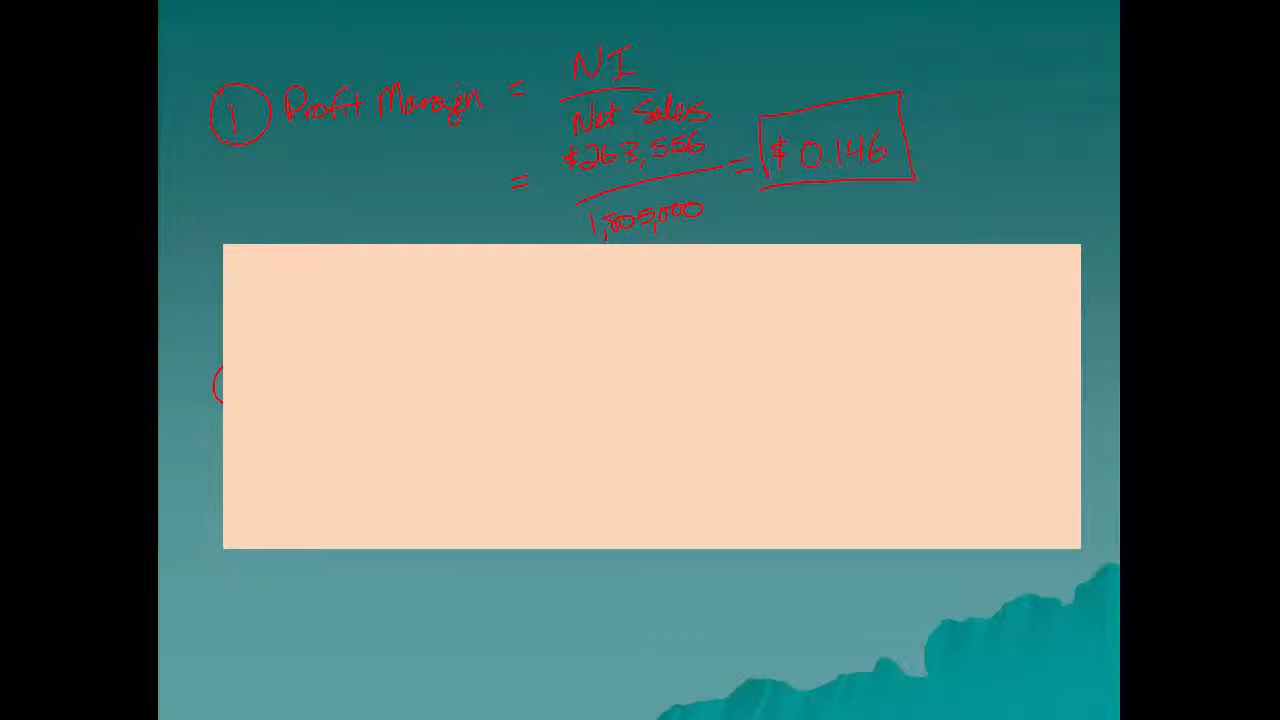 ① Profit Margin = NI / Net Sales
= $263,556 / 1,805,000 = $0.146